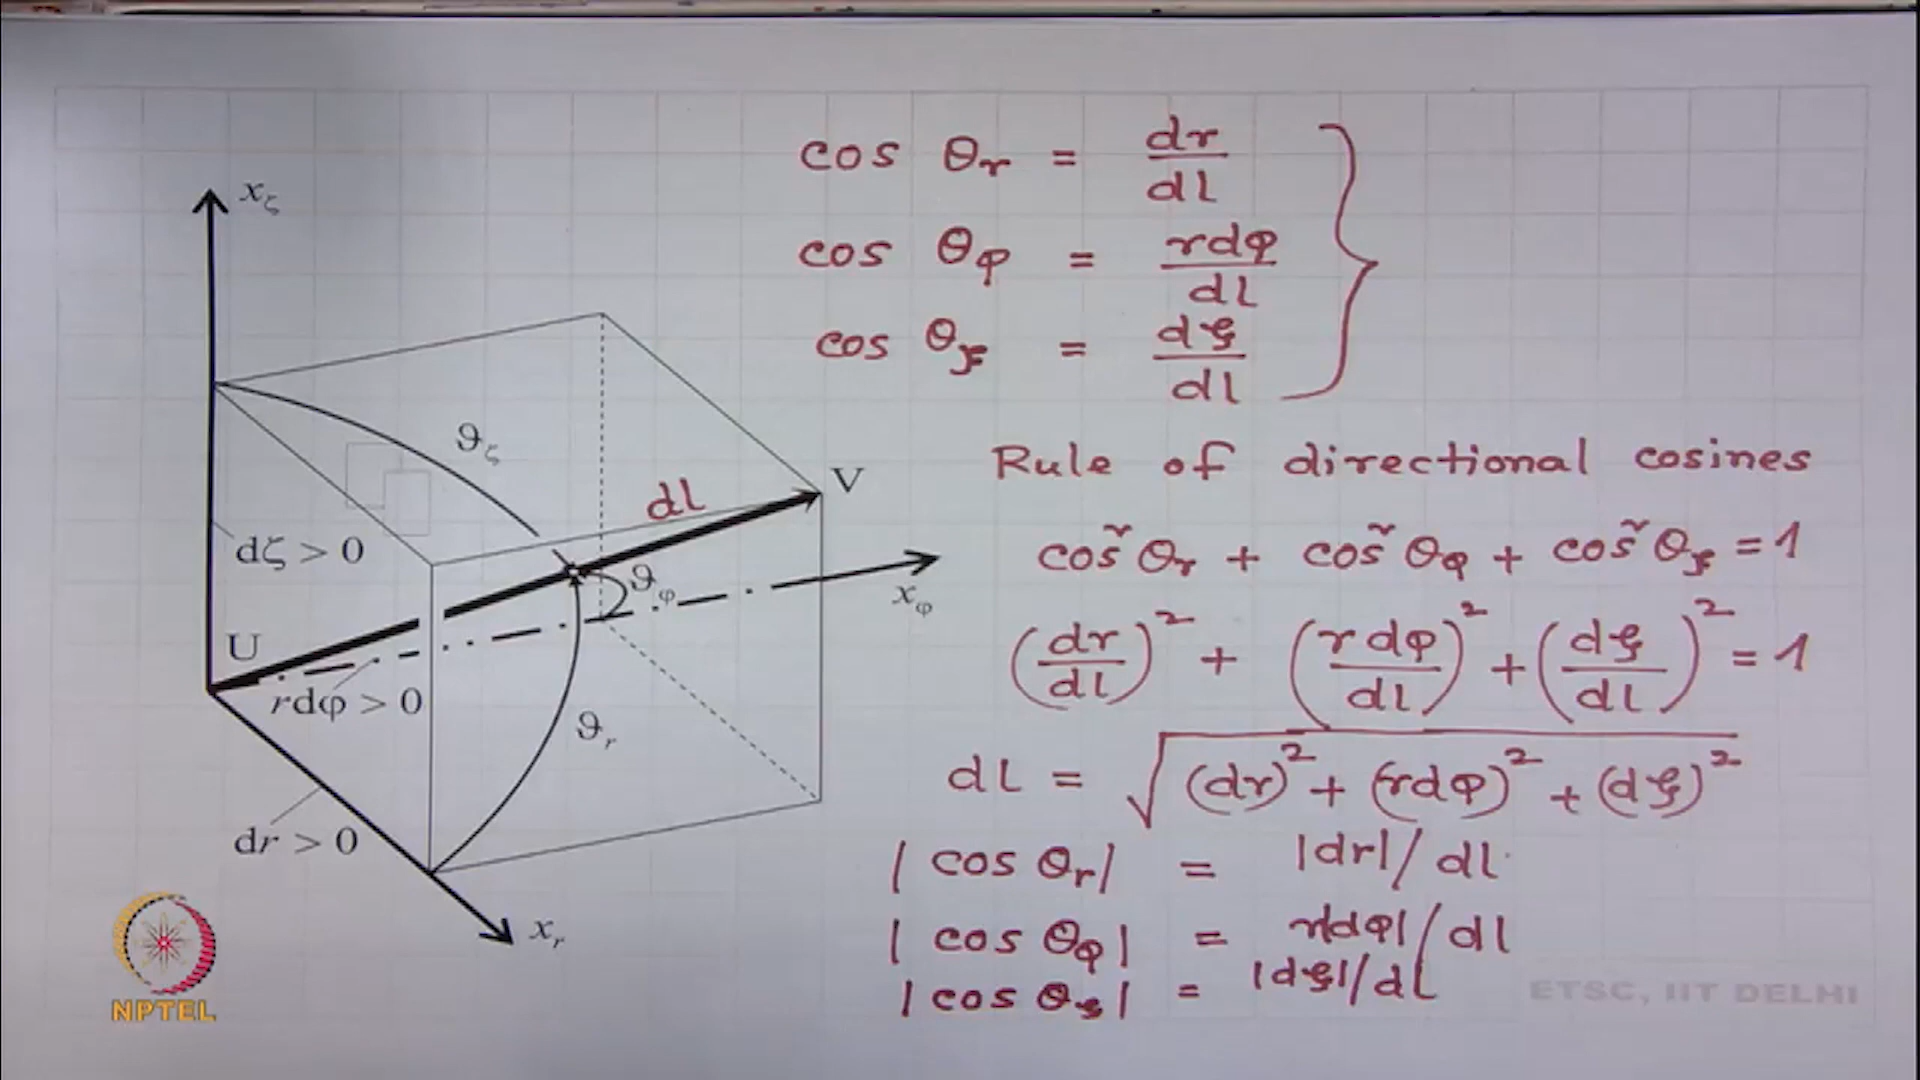 cos θr = dr/dl
cos θφ = rdφ/dl
cos θζ = dζ/dl
Rule of directional cosines
cos² θr + cos² θφ + cos² θζ = 1
(dr/dl)² + (rdφ/dl)² + (dζ/dl)² = 1
dl = √((dr)² + (rdφ)² + (dζ)²)
|cos θr| = |dr|/dl
|cos θφ| = r|dφ|/dl
|cos θζ| = |dζ|/dl
xζ
ϑζ
dl
V
dζ > 0
ϑφ
xφ
U
rdφ > 0
ϑr
dr > 0
xr
NPTEL
ETSC, IIT DELHI